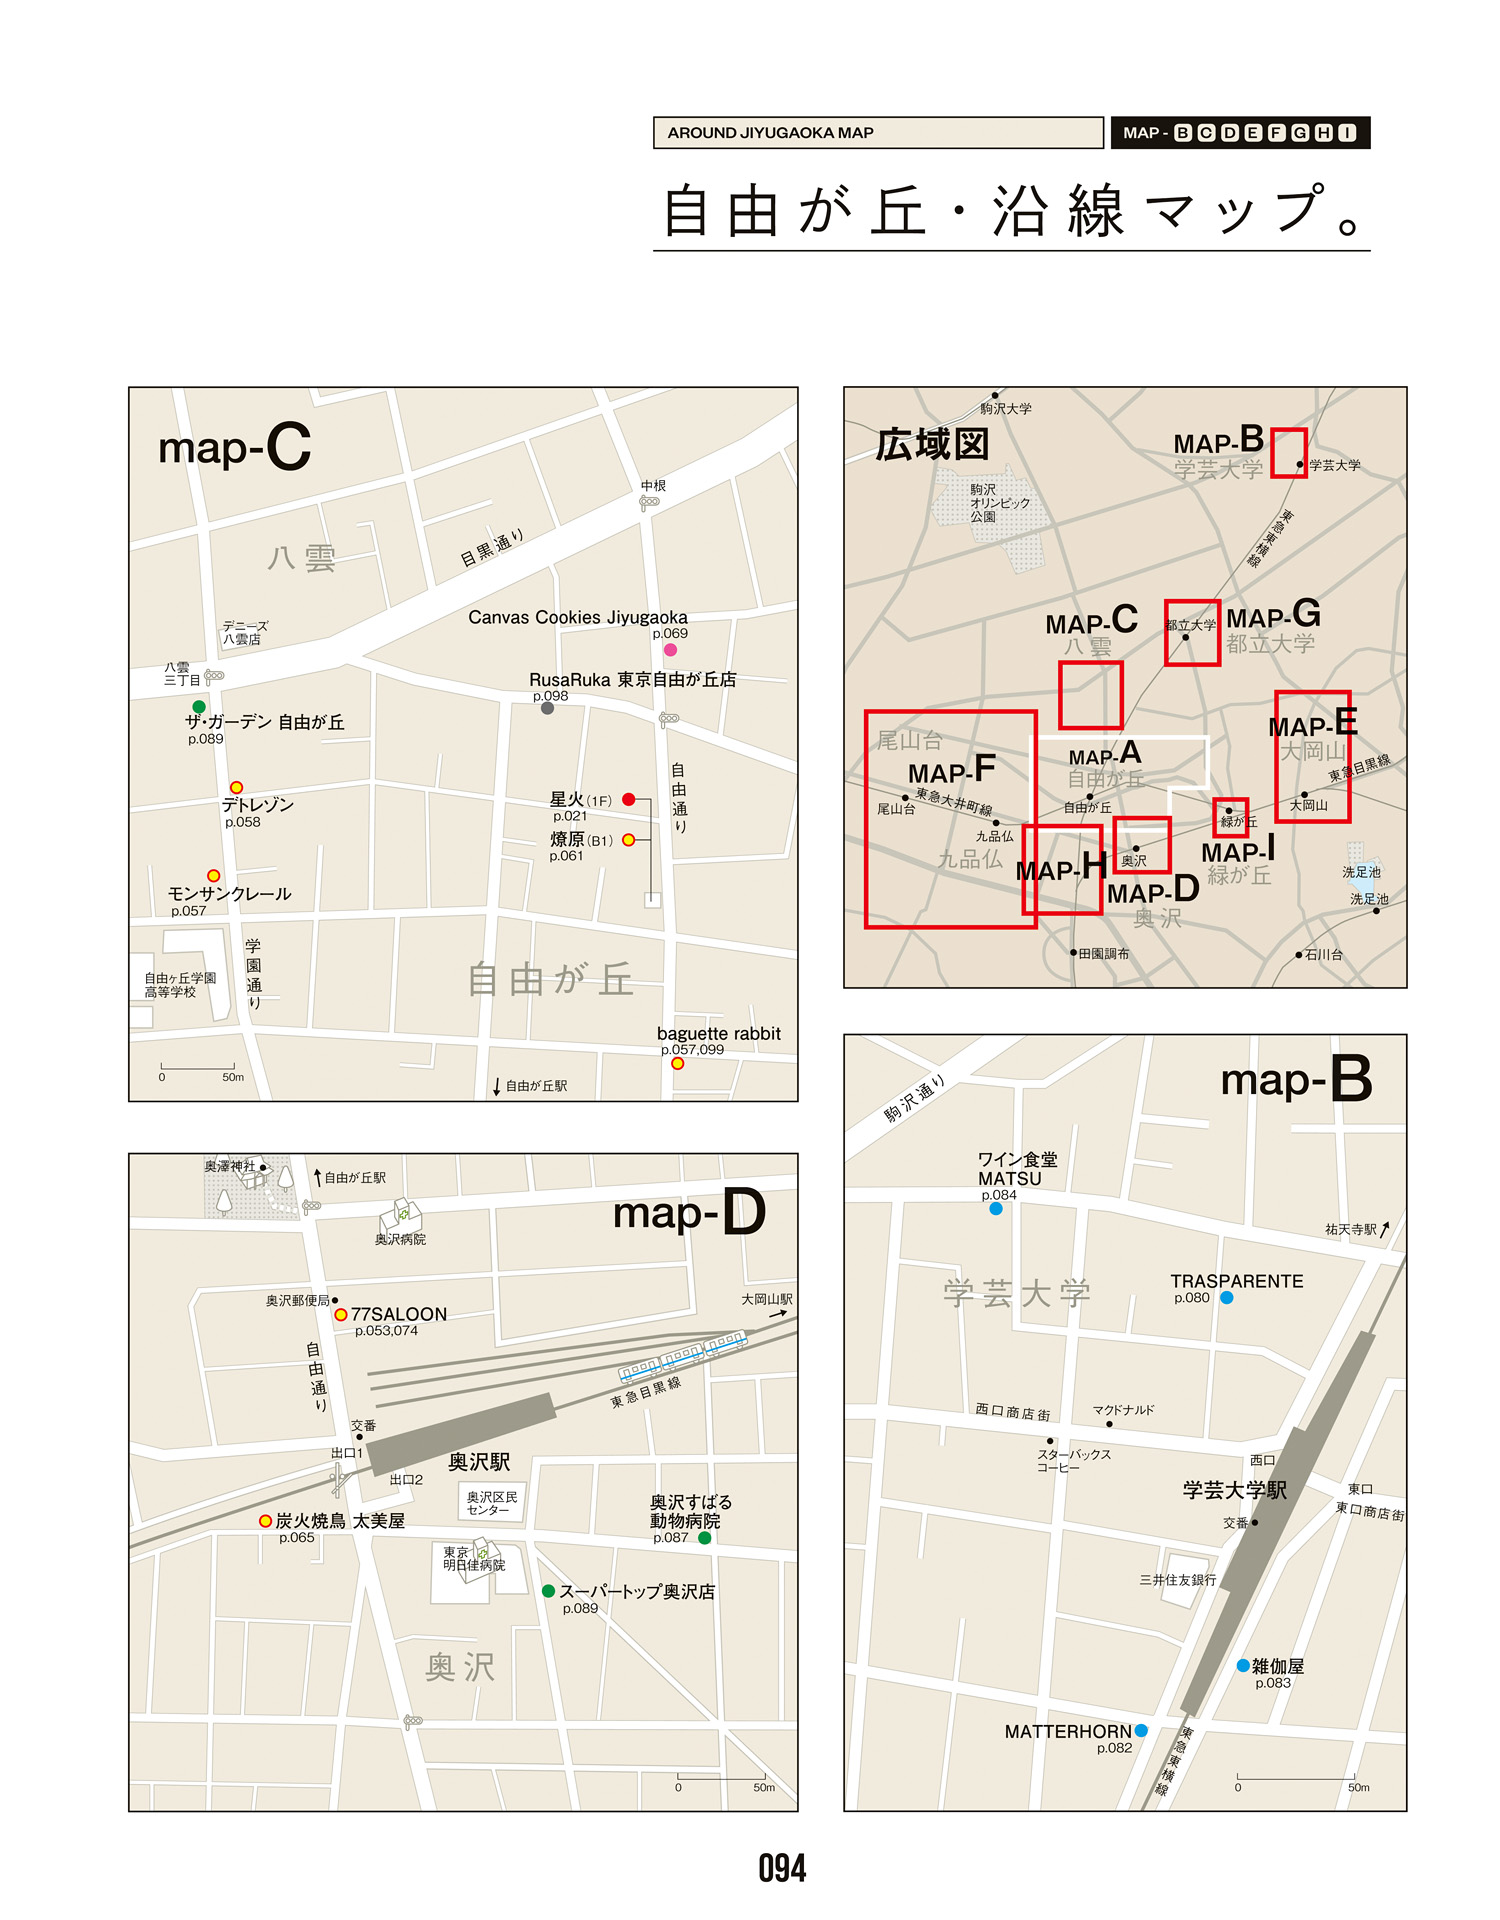 AROUND JIYUGAOKA MAP
MAP - B C D E F G H I
自由が丘・沿線マップ。
map-C
中根
目黒通り
八雲
デニーズ
八雲店
八雲
三丁目
Canvas Cookies Jiyugaoka
p.069
RusaRuka 東京自由が丘店
p.098
ザ・ガーデン 自由が丘
p.089
デトレゾン
p.058
星火(1F)
p.021
燎原(B1)
p.061
自由通り
モンサンクレール
p.057
学園通り
自由ヶ丘学園
高等学校
自由が丘
baguette rabbit
p.057,099
0 50m
自由が丘駅
広域図
駒沢大学
駒沢
オリンピック
公園
MAP-B
学芸大学
学芸大学
東急東横線
MAP-C
八雲
都立大学
MAP-G
都立大学
MAP-E
大岡山
東急目黒線
大岡山
尾山台
MAP-F
尾山台
東急大井町線
九品仏
九品仏
MAP-A
自由が丘
自由が丘
緑が丘
MAP-I
緑が丘
MAP-H
奥沢
MAP-D
奥沢
洗足池
洗足池
田園調布
石川台
map-D
奥澤神社
自由が丘駅
奥沢病院
奥沢郵便局
77SALOON
p.053,074
大岡山駅
自由通り
東急目黒線
交番
出口1
出口2
奥沢駅
奥沢区民
センター
奥沢すばる
動物病院
p.087
炭火焼鳥 太美屋
p.065
東京
明日佳病院
スーパートップ奥沢店
p.089
奥沢
0 50m
map-B
駒沢通り
ワイン食堂
MATSU
p.084
祐天寺駅
学芸大学
TRASPARENTE
p.080
西口商店街
マクドナルド
スターバックス
コーヒー
西口
学芸大学駅
東口
東口商店街
交番
三井住友銀行
雑伽屋
p.083
MATTERHORN
p.082
東急東横線
0 50m
094